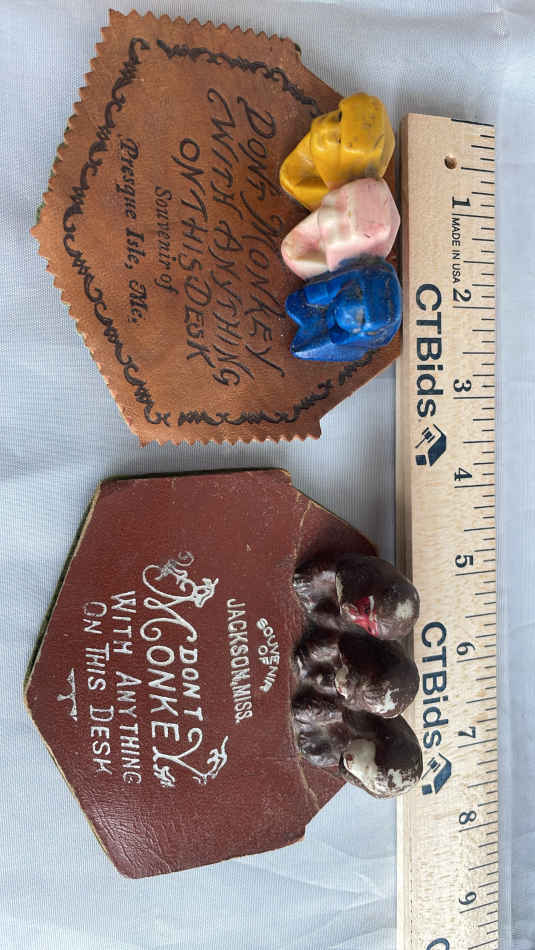 DONT MONKEY
WITH ANYTHING
ON THIS DESK
Souvenir of
Presque Isle, Me.
SOUVENIR
OF
JACKSON, MISS.
DON'T
MONKEY
WITH ANYTHING
ON THIS DESK
1 2 3 4 5 6 7 8 9
MADE IN USA
CTBids
CTBids
C